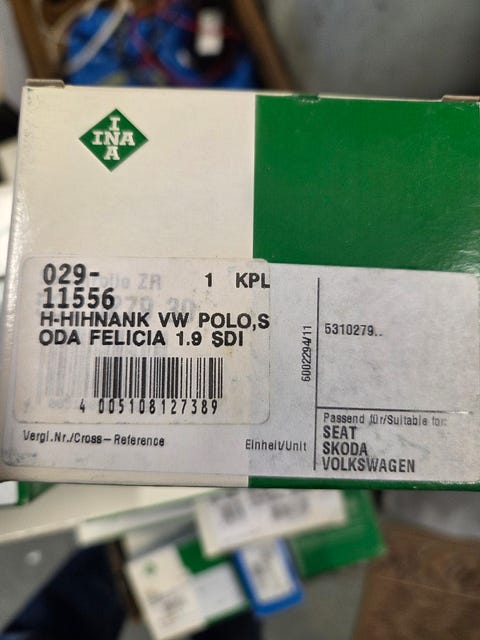 INA
INA
029-
11556
1 KPL
H-HIHNANK VW POLO,S
ODA FELICIA 1.9 SDI
4 005108 127389
Vergl.Nr./Cross-Reference
Einheit/Unit
6002294/11
5310279..
Passend für/Suitable for:
SEAT
SKODA
VOLKSWAGEN